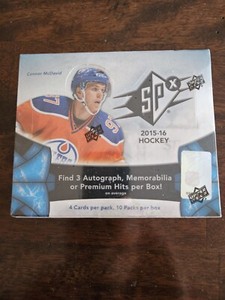 Connor McDavid
97
SPx
2015-16
HOCKEY
Find 3 Autograph, Memorabilia
or Premium Hits per Box!
on average
4 Cards per pack, 10 Packs per box